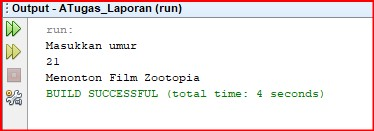 Output - ATugas_Laporan (run)
run:
Masukkan umur
21
Menonton Film Zootopia
BUILD SUCCESSFUL (total time: 4 seconds)